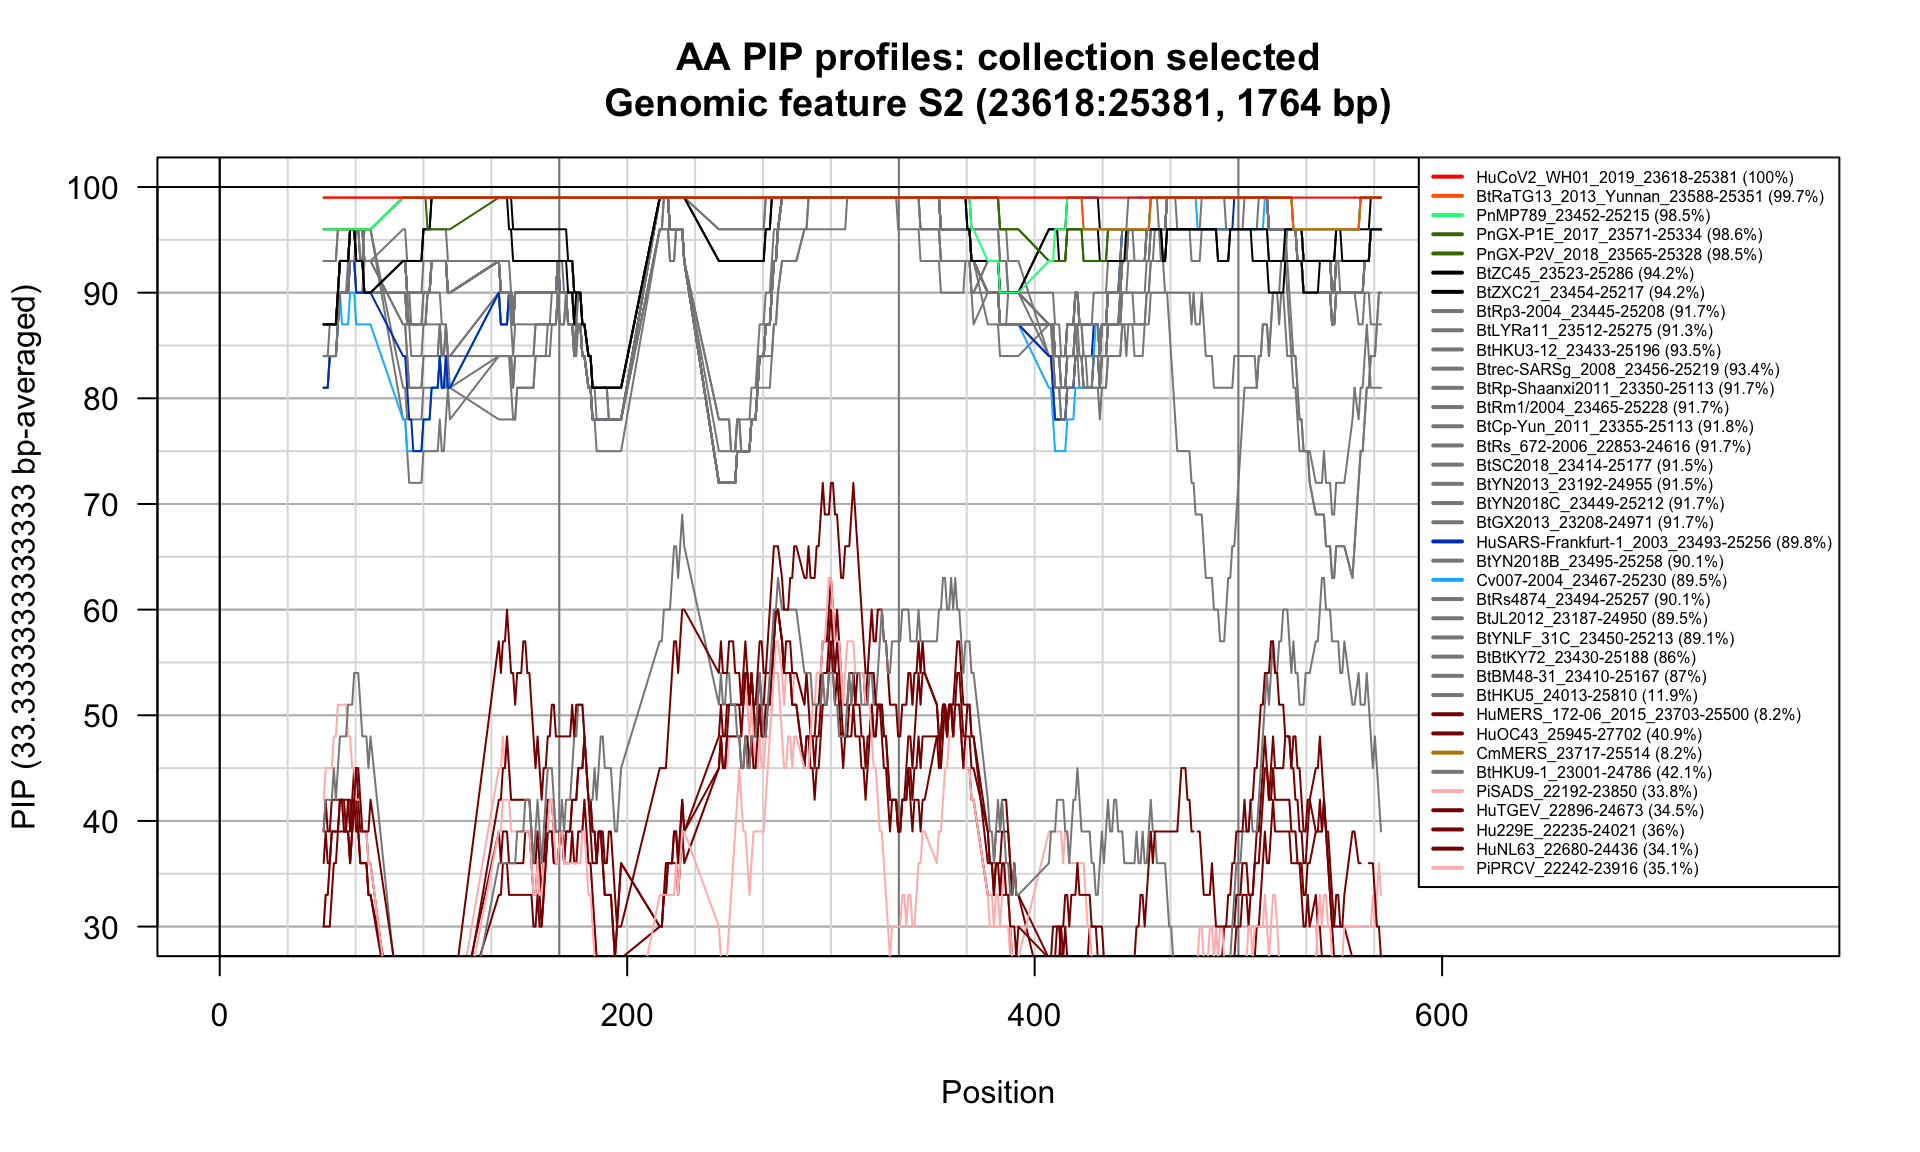 AA PIP profiles: collection selected
Genomic feature S2 (23618:25381, 1764 bp)
PIP (33.3333333333333 bp-averaged)
100
90
80
70
60
50
40
30
0
200
400
600
Position
HuCoV2_WH01_2019_23618-25381 (100%)
BtRaTG13_2013_Yunnan_23588-25351 (99.7%)
PnMP789_23452-25215 (98.5%)
PnGX-P1E_2017_23571-25334 (98.6%)
PnGX-P2V_2018_23565-25328 (98.5%)
BtZC45_23523-25286 (94.2%)
BtZXC21_23454-25217 (94.2%)
BtRp3-2004_23445-25208 (91.7%)
BtLYRa11_23512-25275 (91.3%)
BtHKU3-12_23433-25196 (93.5%)
Btrec-SARSg_2008_23456-25219 (93.4%)
BtRp-Shaanxi2011_23350-25113 (91.7%)
BtRm1/2004_23465-25228 (91.7%)
BtCp-Yun_2011_23355-25113 (91.8%)
BtRs_672-2006_22853-24616 (91.7%)
BtSC2018_23414-25177 (91.5%)
BtYN2013_23192-24955 (91.5%)
BtYN2018C_23449-25212 (91.7%)
BtGX2013_23208-24971 (91.7%)
HuSARS-Frankfurt-1_2003_23493-25256 (89.8%)
BtYN2018B_23495-25258 (90.1%)
Cv007-2004_23467-25230 (89.5%)
BtRs4874_23494-25257 (90.1%)
BtJL2012_23187-24950 (89.5%)
BtYNLF_31C_23450-25213 (89.1%)
BtBtKY72_23430-25188 (86%)
BtBM48-31_23410-25167 (87%)
BtHKU5_24013-25810 (11.9%)
HuMERS_172-06_2015_23703-25500 (8.2%)
HuOC43_25945-27702 (40.9%)
CmMERS_23717-25514 (8.2%)
BtHKU9-1_23001-24786 (42.1%)
PiSADS_22192-23850 (33.8%)
HuTGEV_22896-24673 (34.5%)
Hu229E_22235-24021 (36%)
HuNL63_22680-24436 (34.1%)
PiPRCV_22242-23916 (35.1%)